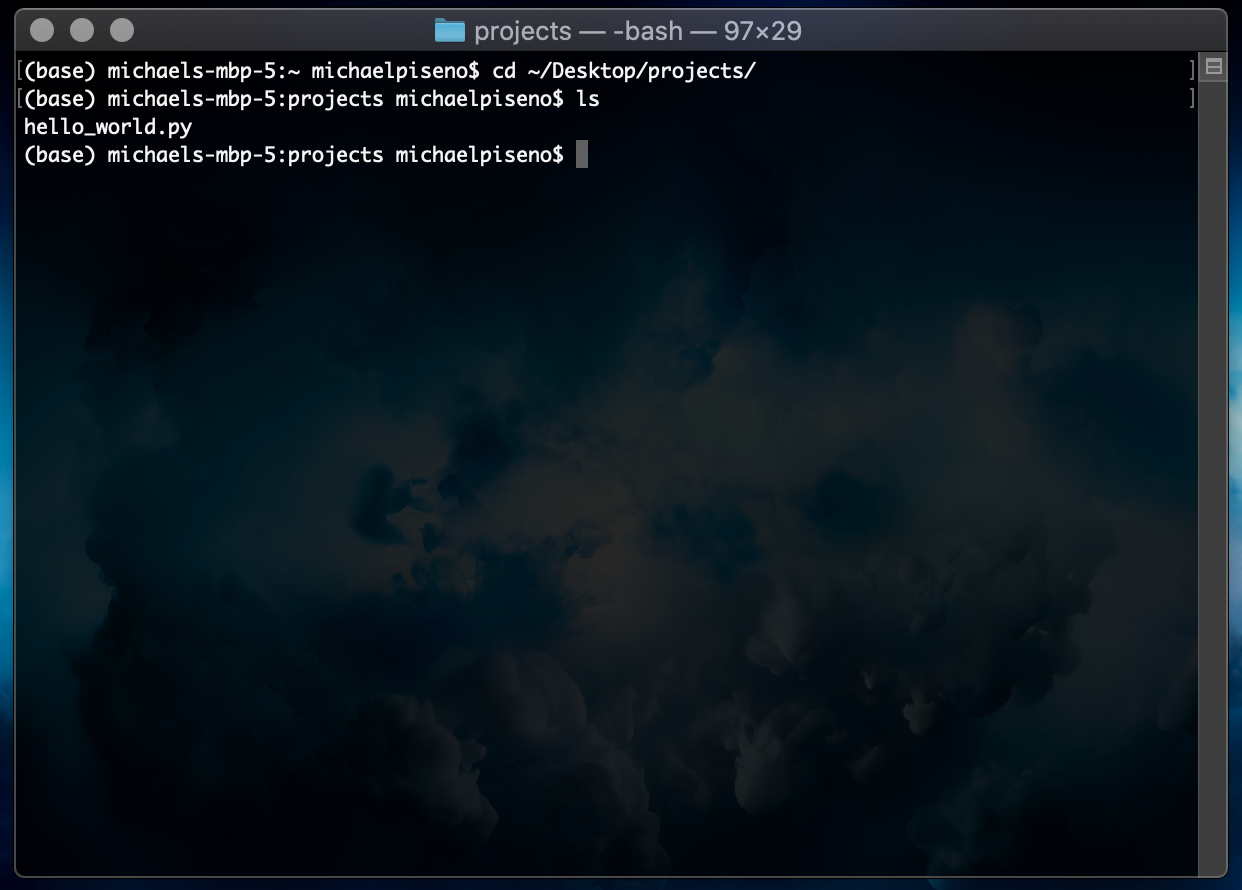 projects — -bash — 97×29
[(base) michaels-mbp-5:~ michaelpiseno$ cd ~/Desktop/projects/ ]
[(base) michaels-mbp-5:projects michaelpiseno$ ls ]
hello_world.py
(base) michaels-mbp-5:projects michaelpiseno$